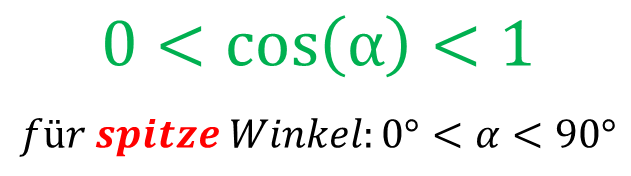 0 < cos(α) < 1
für spitze Winkel: 0° < α < 90°